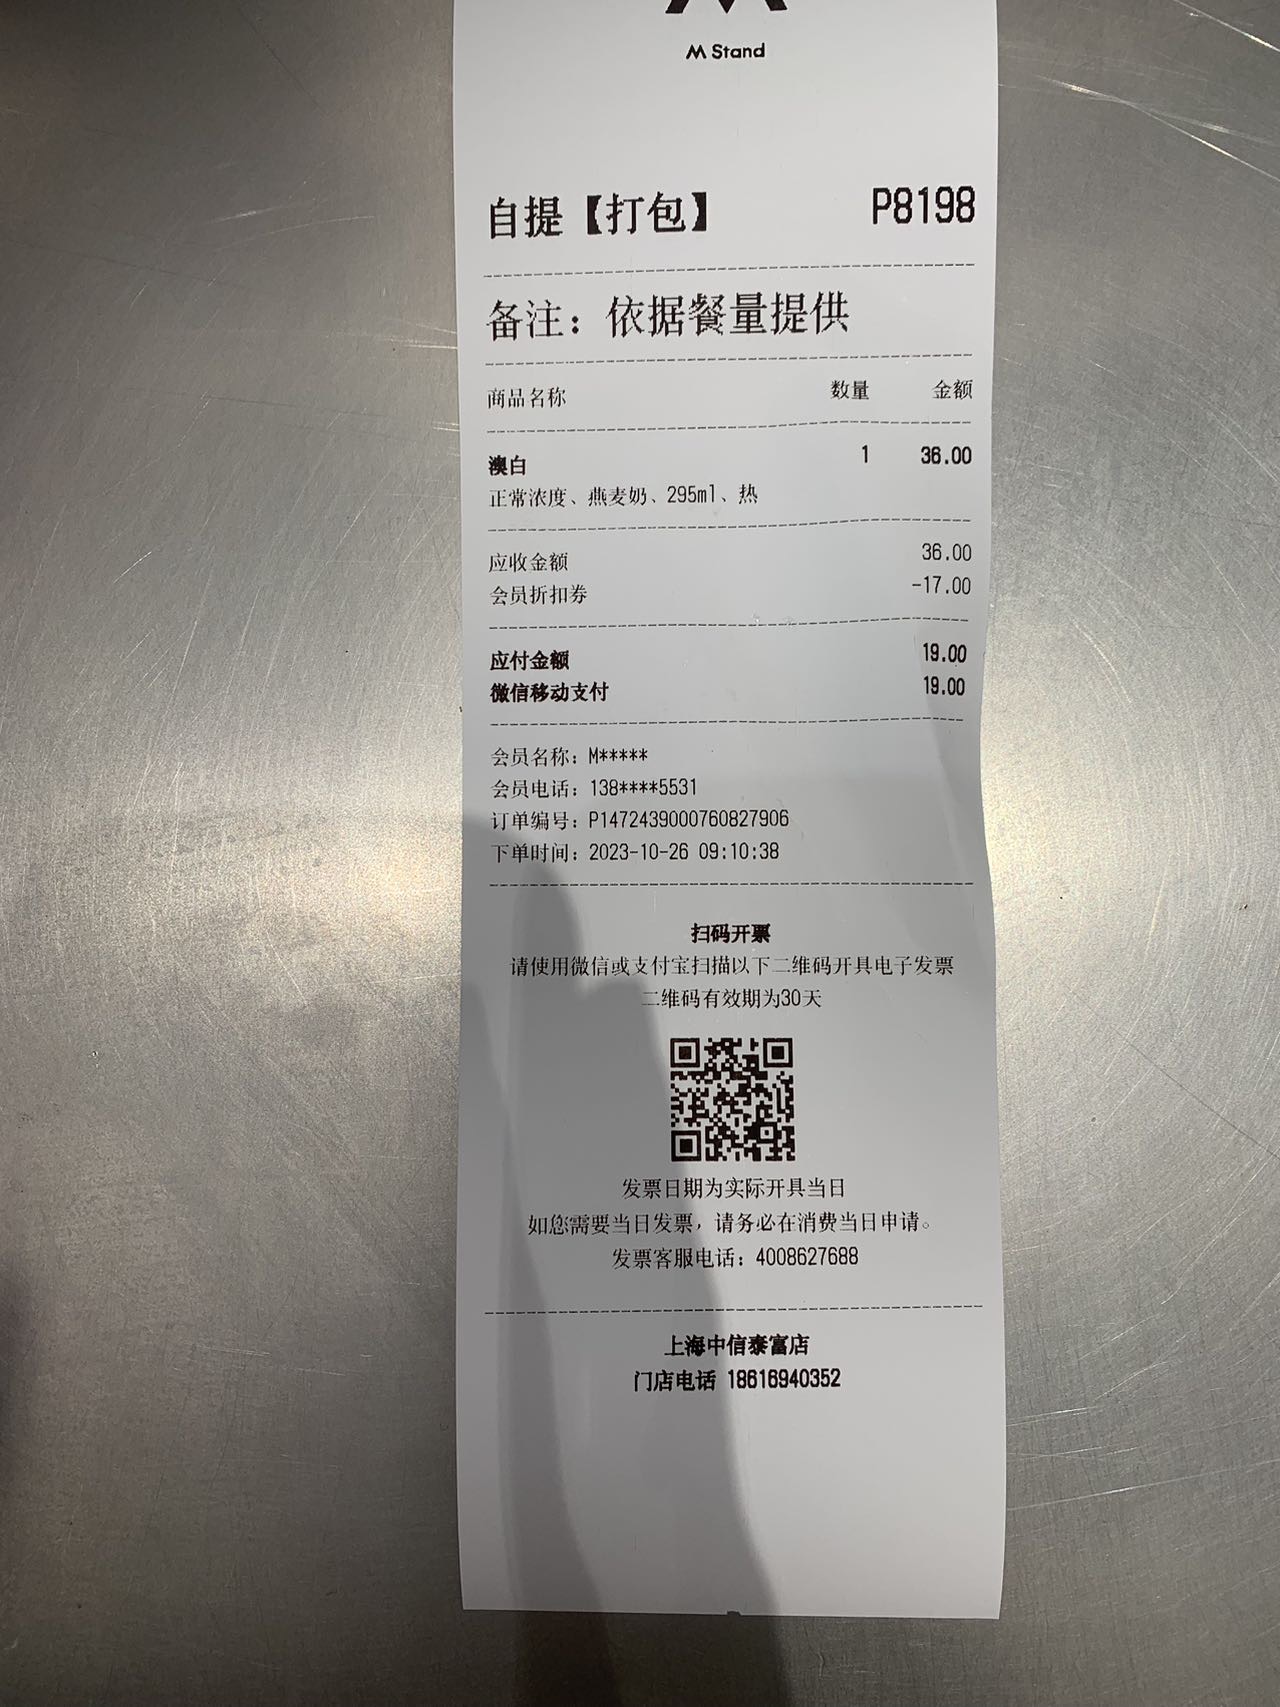 M Stand
自提【打包】 P8198
备注：依据餐量提供
商品名称 数量 金额
澳白 1 36.00
正常浓度、燕麦奶、295ml、热
应收金额 36.00
会员折扣券 -17.00
应付金额 19.00
微信移动支付 19.00
会员名称：M*****
会员电话：138****5531
订单编号：P1472439000760827906
下单时间：2023-10-26 09:10:38
扫码开票
请使用微信或支付宝扫描以下二维码开具电子发票
二维码有效期为30天
发票日期为实际开具当日
如您需要当日发票，请务必在消费当日申请。
发票客服电话：4008627688
上海中信泰富店
门店电话 18616940352